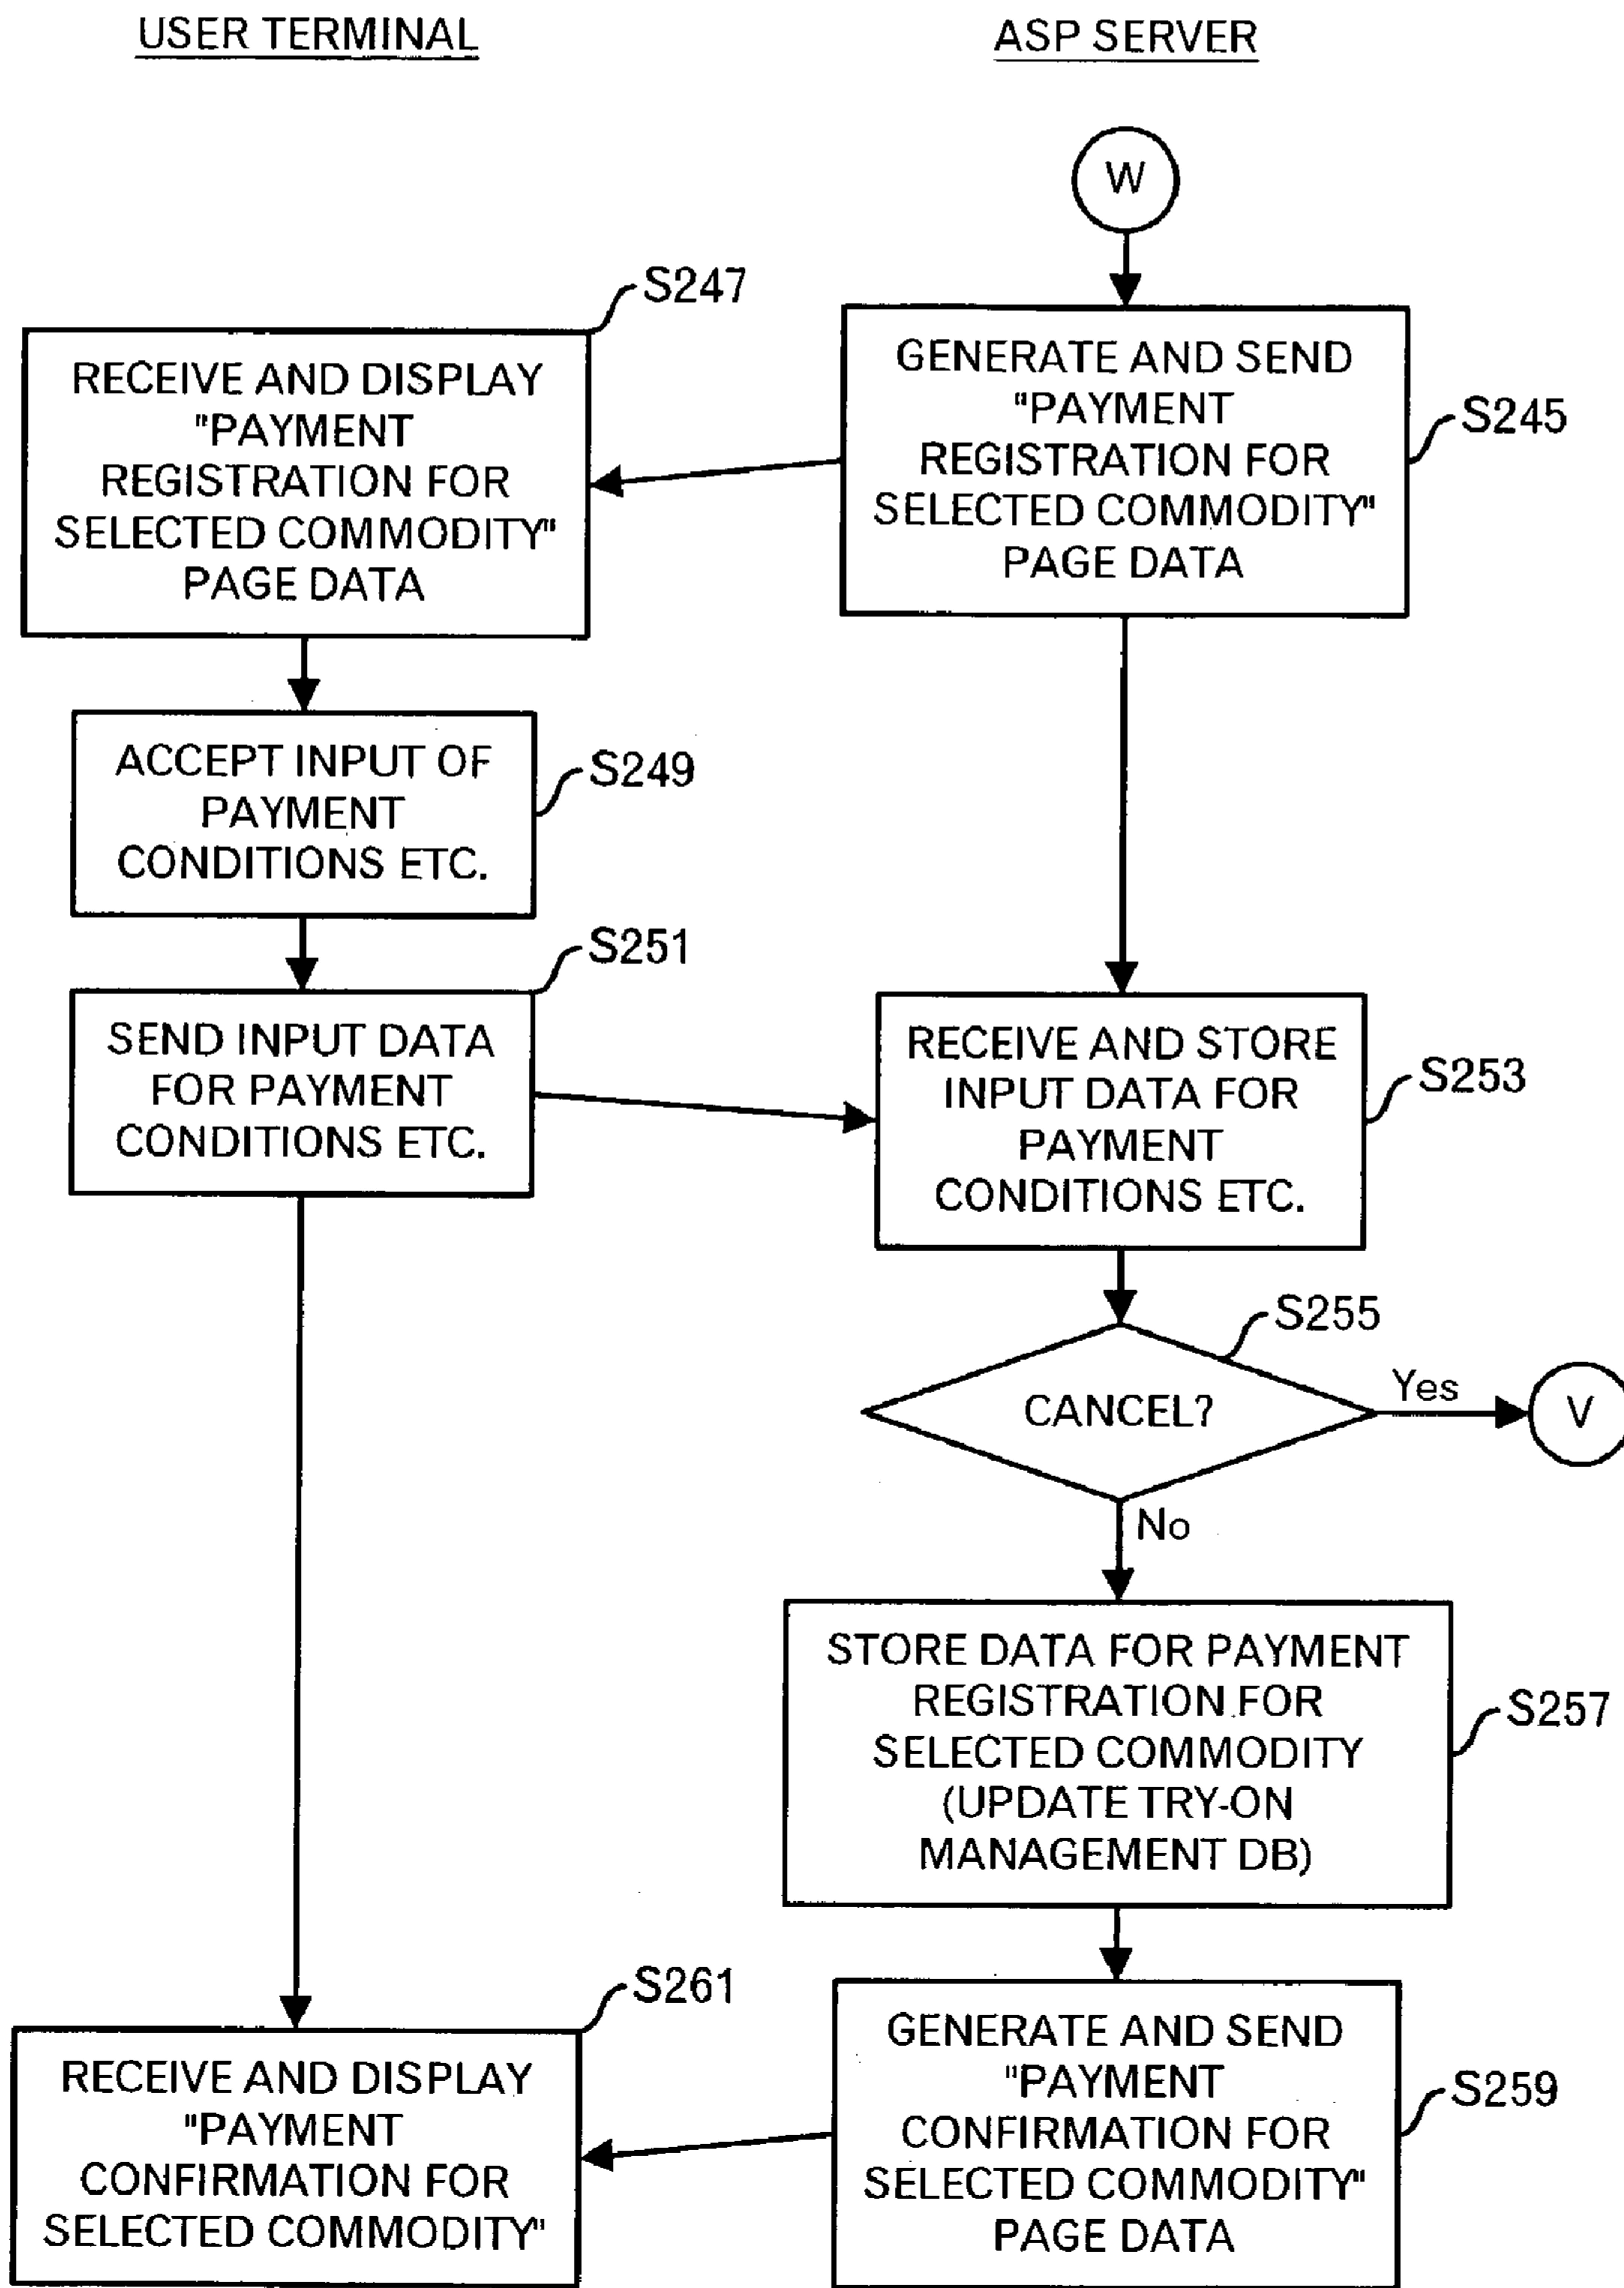 USER TERMINAL
ASP SERVER
W
S247
RECEIVE AND DISPLAY
"PAYMENT
REGISTRATION FOR
SELECTED COMMODITY"
PAGE DATA
GENERATE AND SEND
"PAYMENT
REGISTRATION FOR
SELECTED COMMODITY"
PAGE DATA
S245
ACCEPT INPUT OF
PAYMENT
CONDITIONS ETC.
S249
S251
SEND INPUT DATA
FOR PAYMENT
CONDITIONS ETC.
RECEIVE AND STORE
INPUT DATA FOR
PAYMENT
CONDITIONS ETC.
S253
S255
CANCEL?
Yes
V
No
STORE DATA FOR PAYMENT
REGISTRATION FOR
SELECTED COMMODITY
(UPDATE TRY-ON
MANAGEMENT DB)
S257
S261
RECEIVE AND DISPLAY
"PAYMENT
CONFIRMATION FOR
SELECTED COMMODITY"
GENERATE AND SEND
"PAYMENT
CONFIRMATION FOR
SELECTED COMMODITY"
PAGE DATA
S259